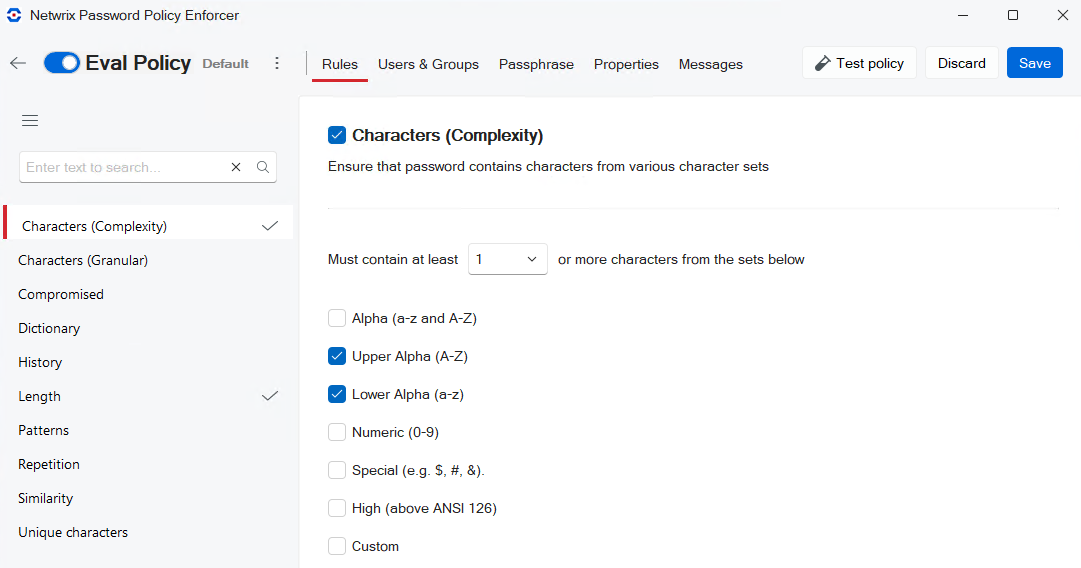 Netwrix Password Policy Enforcer
Eval Policy Default Rules Users & Groups Passphrase Properties Messages Test policy Discard Save
Enter text to search...
Characters (Complexity)
Characters (Granular)
Compromised
Dictionary
History
Length
Patterns
Repetition
Similarity
Unique characters
Characters (Complexity)
Ensure that password contains characters from various character sets
Must contain at least 1 or more characters from the sets below
Alpha (a-z and A-Z)
Upper Alpha (A-Z)
Lower Alpha (a-z)
Numeric (0-9)
Special (e.g. $, #, &).
High (above ANSI 126)
Custom